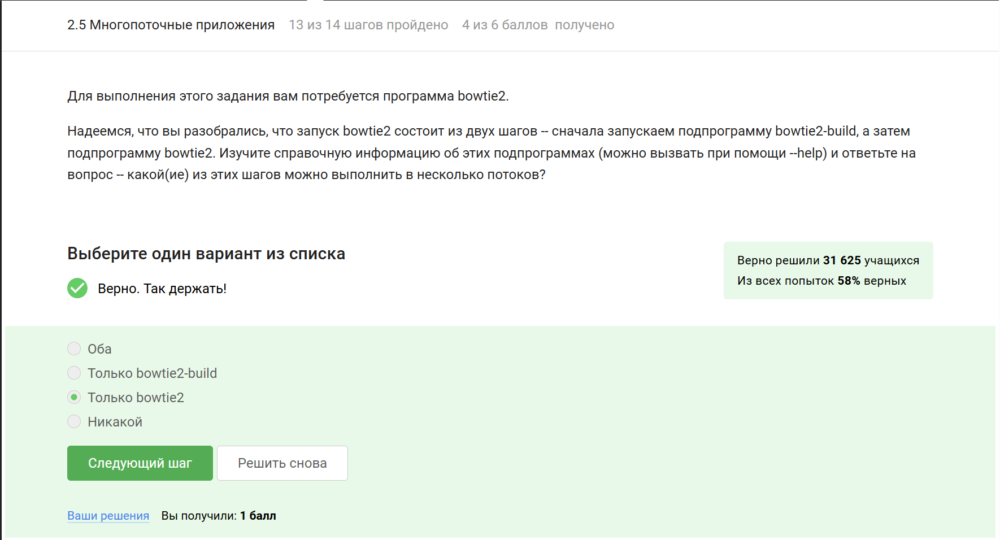 2.5 Многопоточные приложения 13 из 14 шагов пройдено 4 из 6 баллов получено
Для выполнения этого задания вам потребуется программа bowtie2.
Надеемся, что вы разобрались, что запуск bowtie2 состоит из двух шагов -- сначала запускаем подпрограмму bowtie2-build, а затем
подпрограмму bowtie2. Изучите справочную информацию об этих подпрограммах (можно вызвать при помощи --help) и ответьте на
вопрос -- какой(ие) из этих шагов можно выполнить в несколько потоков?
Выберите один вариант из списка
Верно. Так держать!
Верно решили 31 625 учащихся
Из всех попыток 58% верных
Оба
Только bowtie2-build
Только bowtie2
Никакой
Следующий шаг
Решить снова
Ваши решения Вы получили: 1 балл